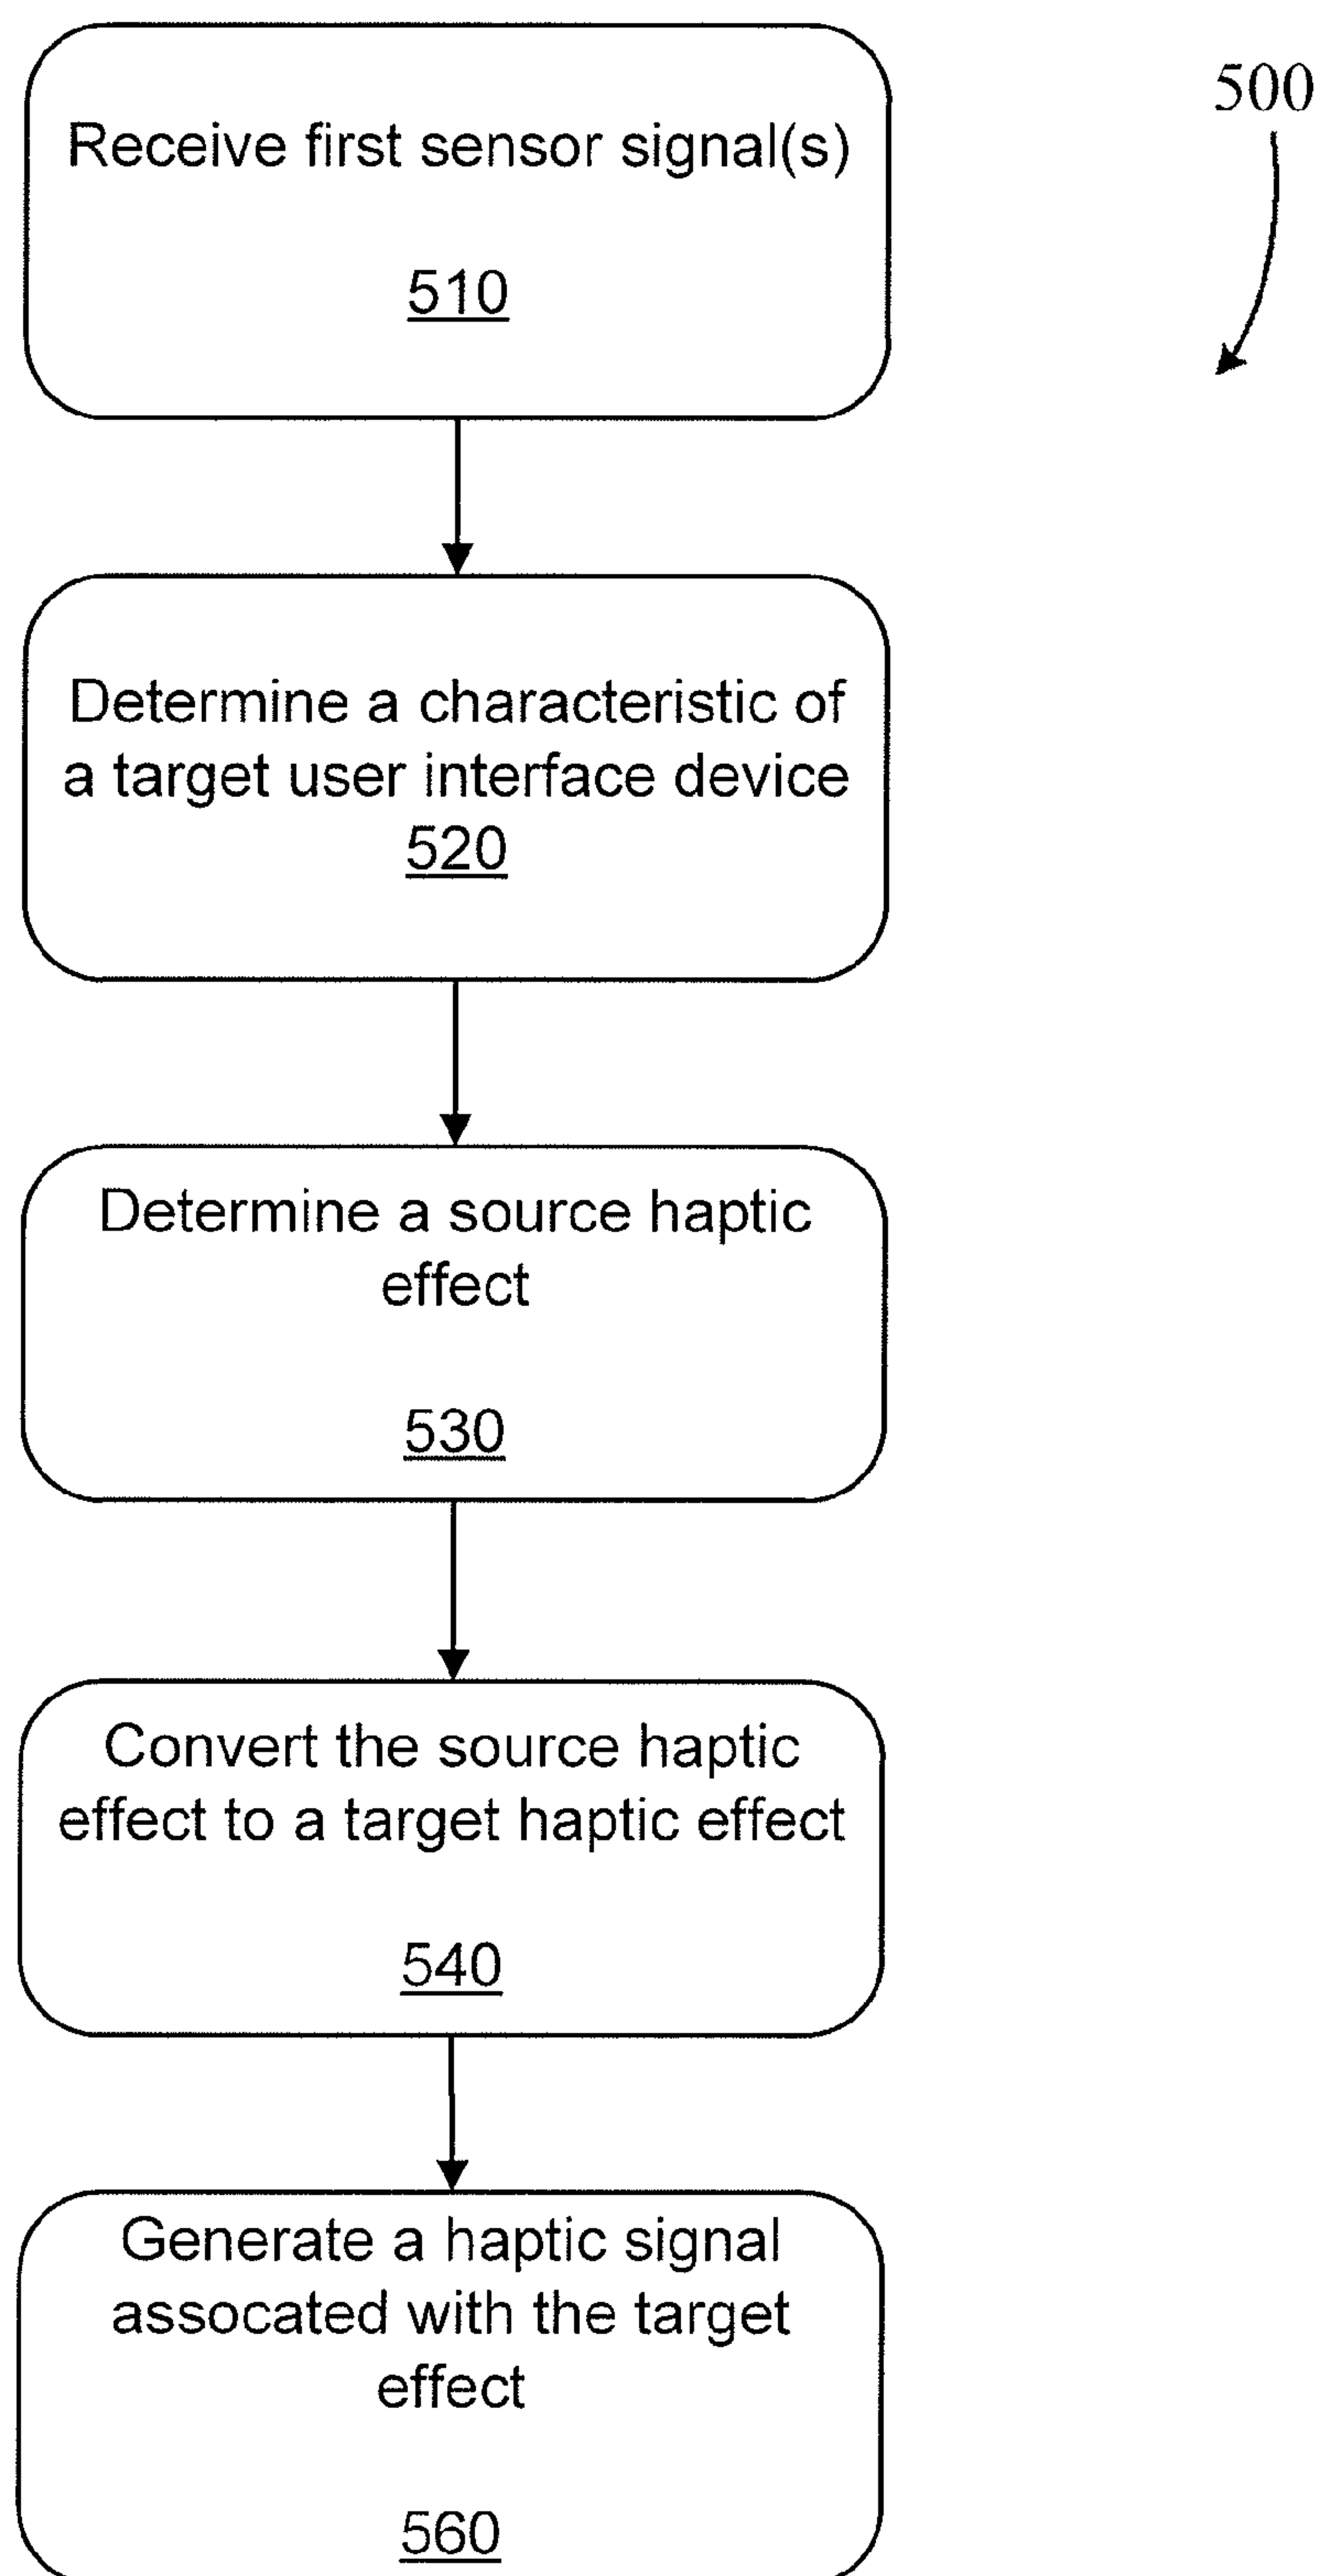 500
Receive first sensor signal(s)
510
Determine a characteristic of
a target user interface device
520
Determine a source haptic
effect
530
Convert the source haptic
effect to a target haptic effect
540
Generate a haptic signal
assocated with the target
effect
560